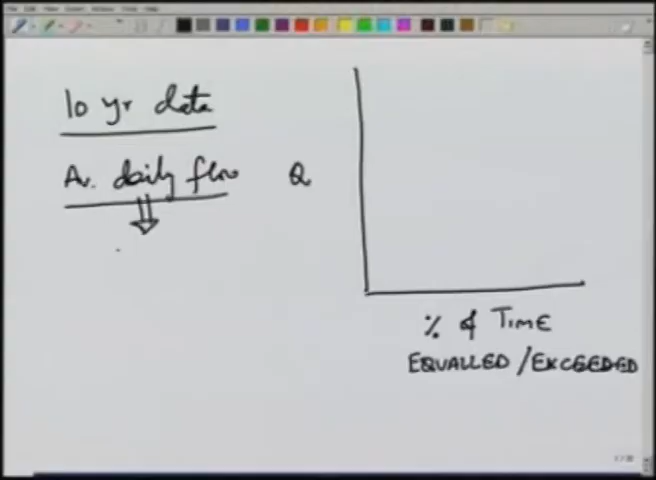 10 yr data
Av. daily flow
Q
% of TIME
EQUALLED / EXCEEDED